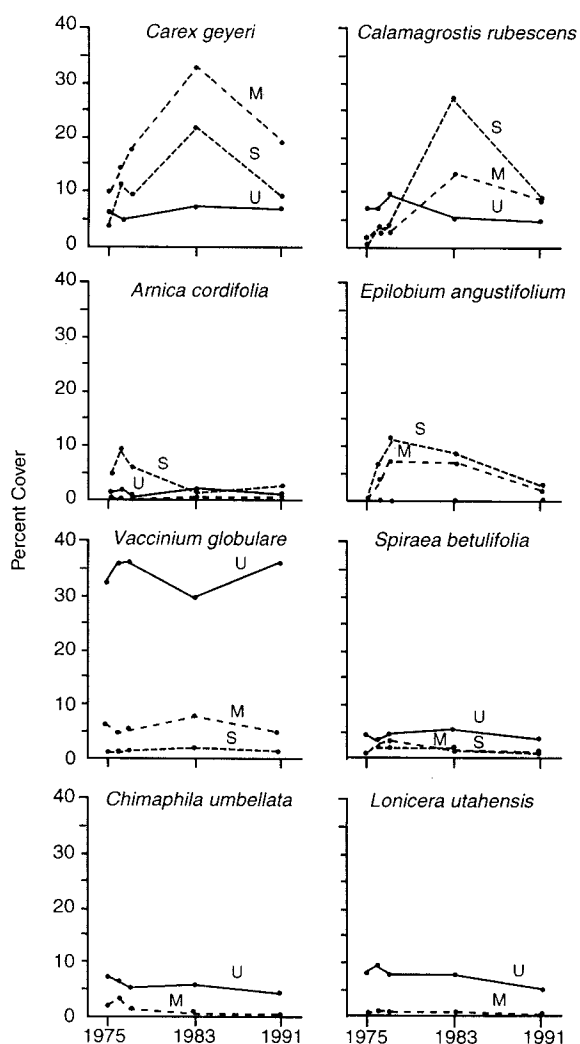 Percent Cover
Carex geyeri
40
30
20
10
0
M
S
U
Calamagrostis rubescens
S
M
U
Arnica cordifolia
40
30
20
10
0
S
U
Epilobium angustifolium
S
M
Vaccinium globulare
40
30
20
10
0
U
M
S
Spiraea betulifolia
U
M
S
Chimaphila umbellata
40
30
20
10
0
U
M
1975
1983
1991
Lonicera utahensis
U
M
1975
1983
1991